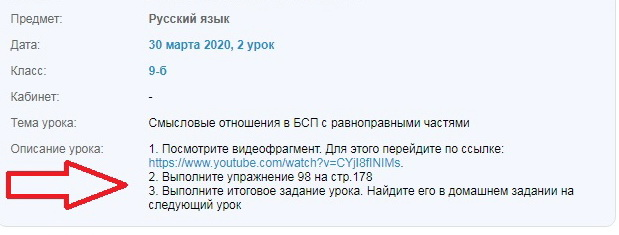 Предмет: Русский язык
Дата: 30 марта 2020, 2 урок
Класс: 9-б
Кабинет: -
Тема урока: Смысловые отношения в БСП с равноправными частями
Описание урока: 1. Посмотрите видеофрагмент. Для этого перейдите по ссылке:
https://www.youtube.com/watch?v=CYjI8fINIMs.
2. Выполните упражнение 98 на стр.178
3. Выполните итоговое задание урока. Найдите его в домашнем задании на
следующий урок